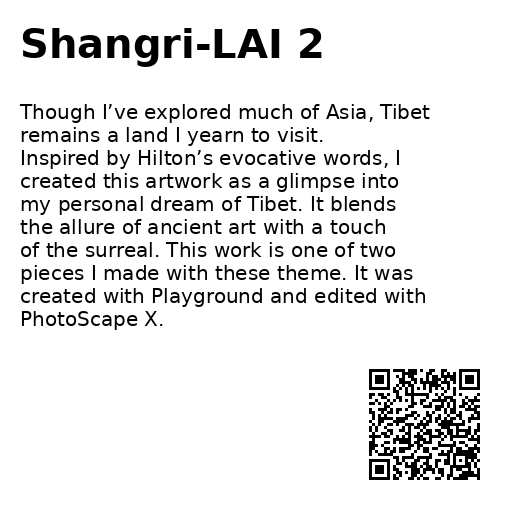 Shangri-LAI 2
Though I’ve explored much of Asia, Tibet
remains a land I yearn to visit.
Inspired by Hilton’s evocative words, I
created this artwork as a glimpse into
my personal dream of Tibet. It blends
the allure of ancient art with a touch
of the surreal. This work is one of two
pieces I made with these theme. It was
created with Playground and edited with
PhotoScape X.